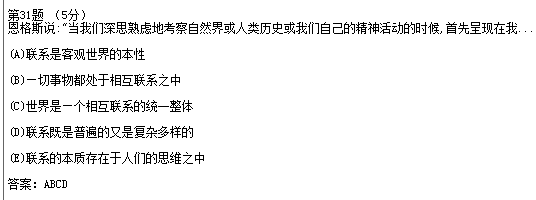 第31题 （5分）
恩格斯说:"当我们深思熟虑地考察自然界或人类历史或我们自己的精神活动的时候,首先呈现在我...
(A)联系是客观世界的本性
(B)一切事物都处于相互联系之中
(C)世界是一个相互联系的统一整体
(D)联系既是普遍的又是复杂多样的
(E)联系的本质存在于人们的思维之中
答案: ABCD